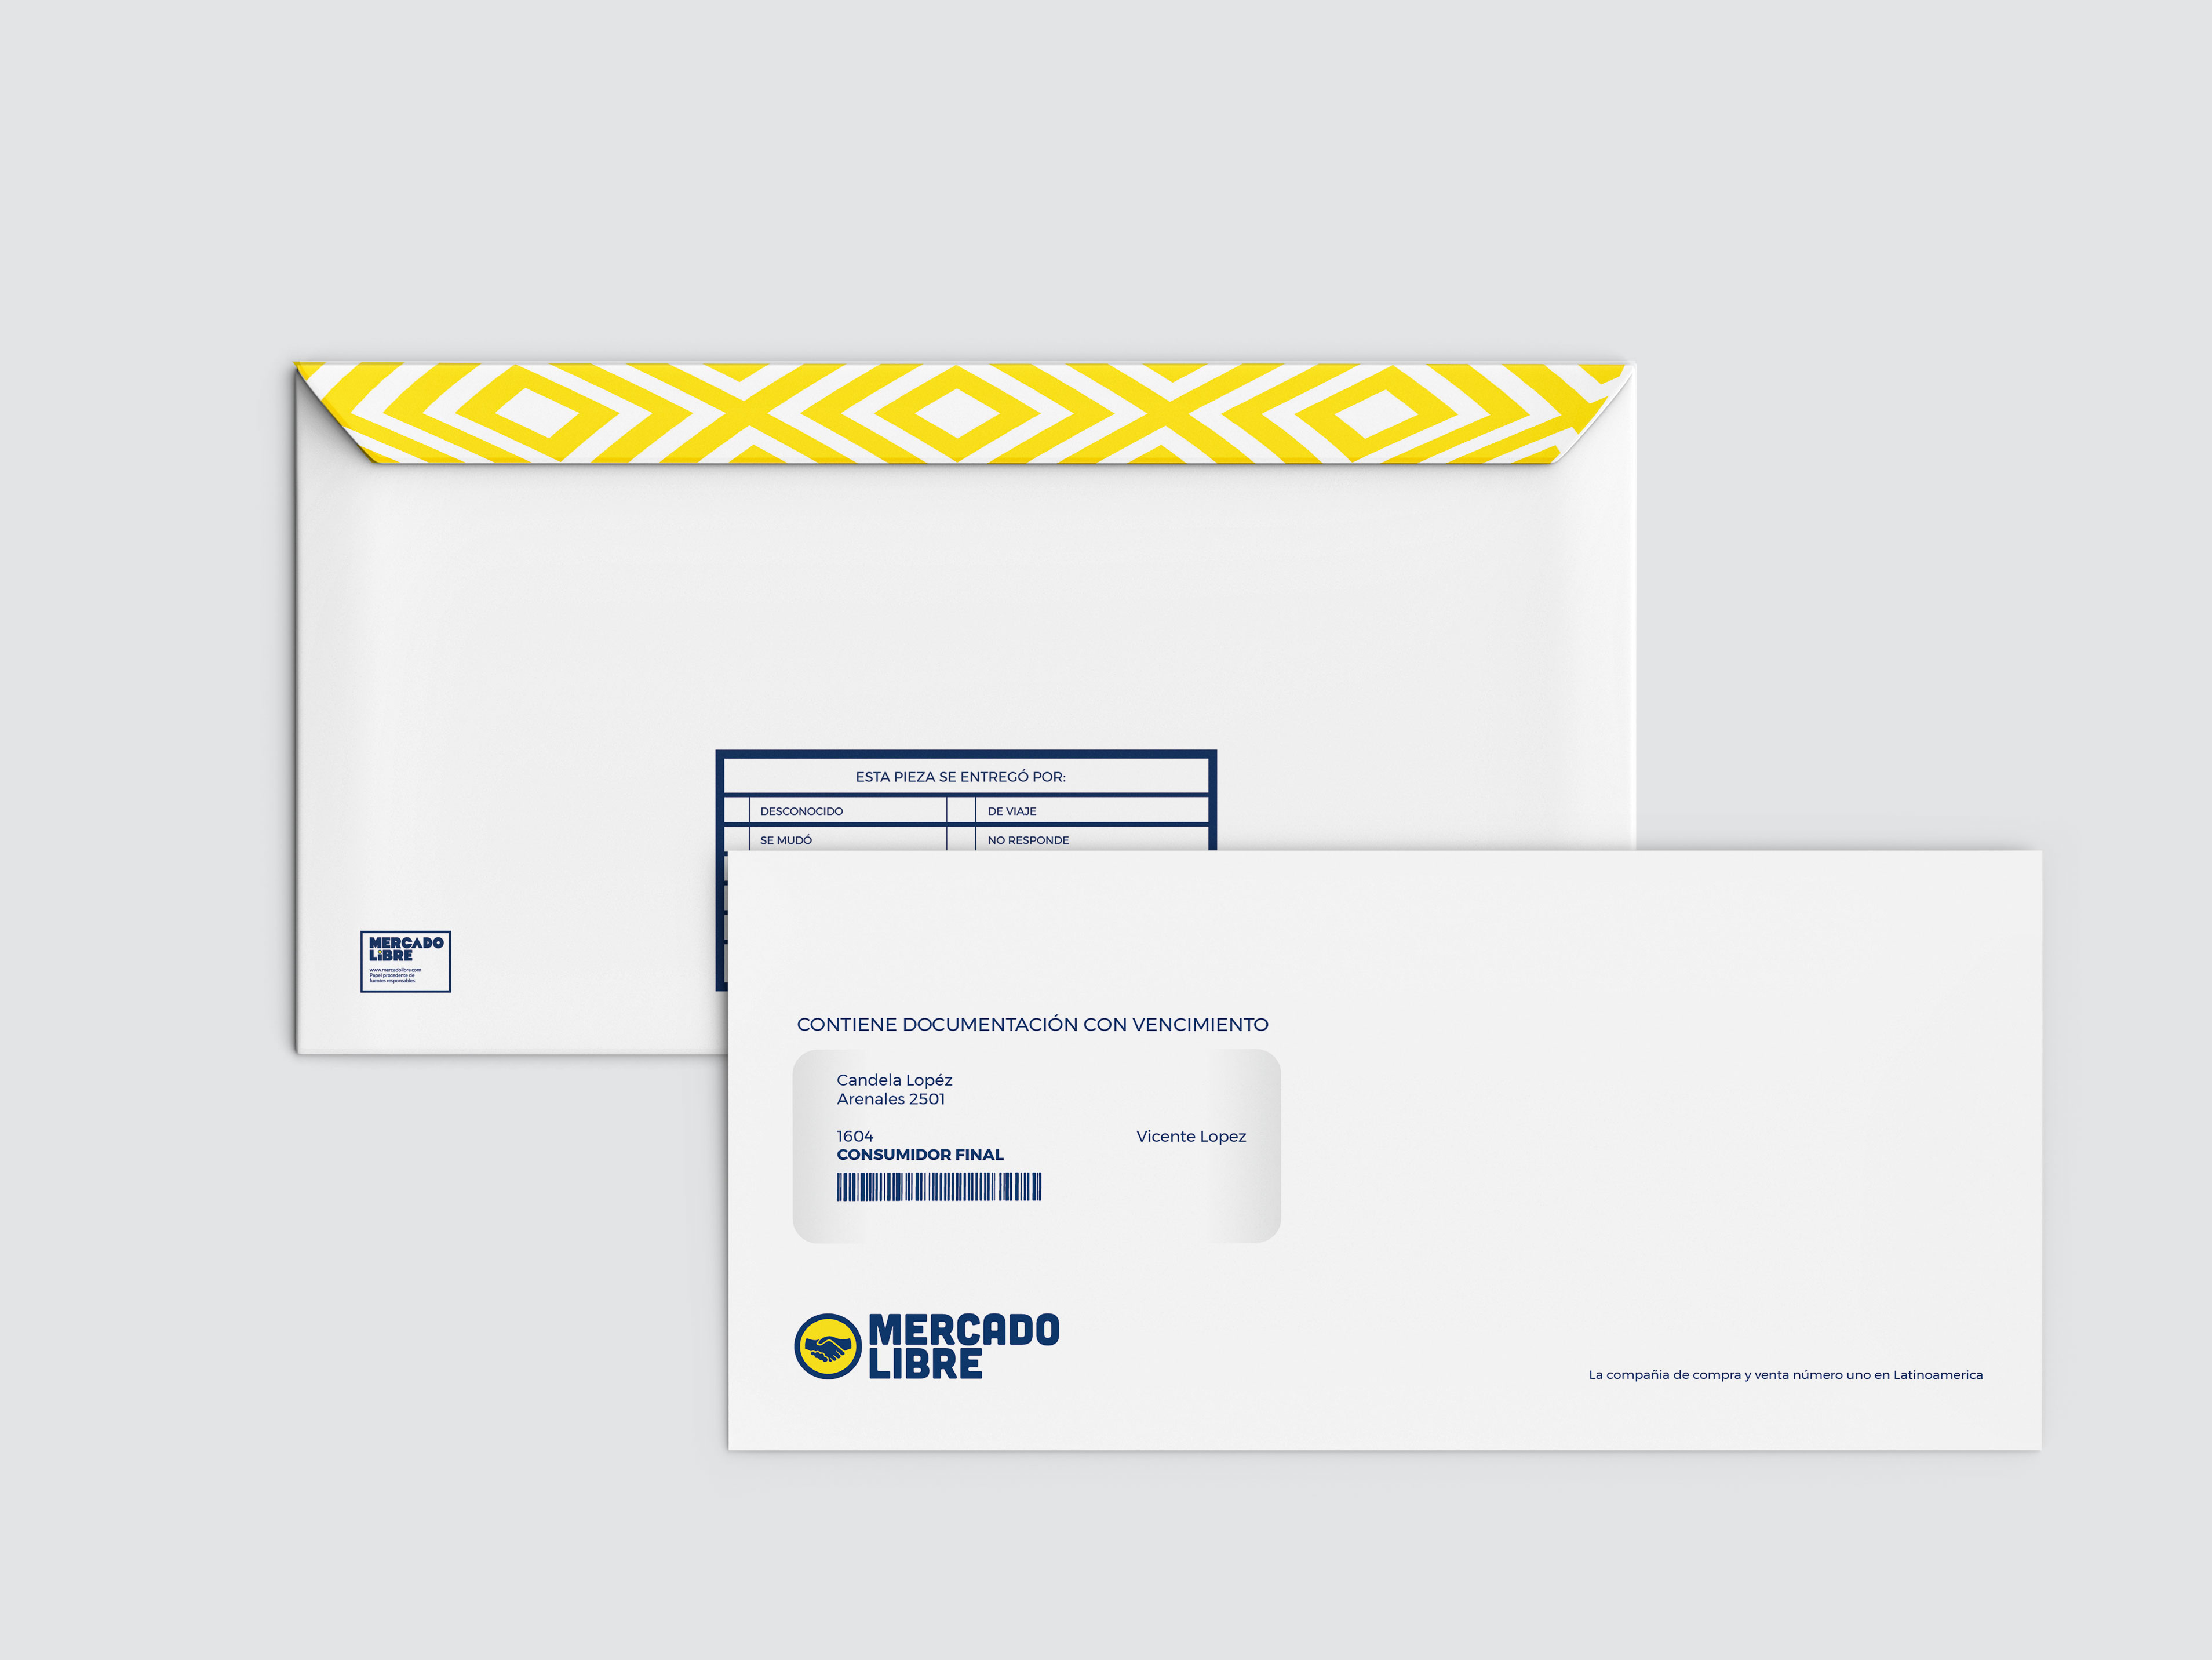 ESTA PIEZA SE ENTREGÓ POR:
DESCONOCIDO DE VIAJE
SE MUDÓ NO RESPONDE
MERCADO
LIBRE
www.mercadolibre.com
Papel procedente de
fuentes responsables.
CONTIENE DOCUMENTACIÓN CON VENCIMIENTO
Candela Lopéz
Arenales 2501
1604 Vicente Lopez
CONSUMIDOR FINAL
MERCADO
LIBRE
La compañia de compra y venta número uno en Latinoamerica